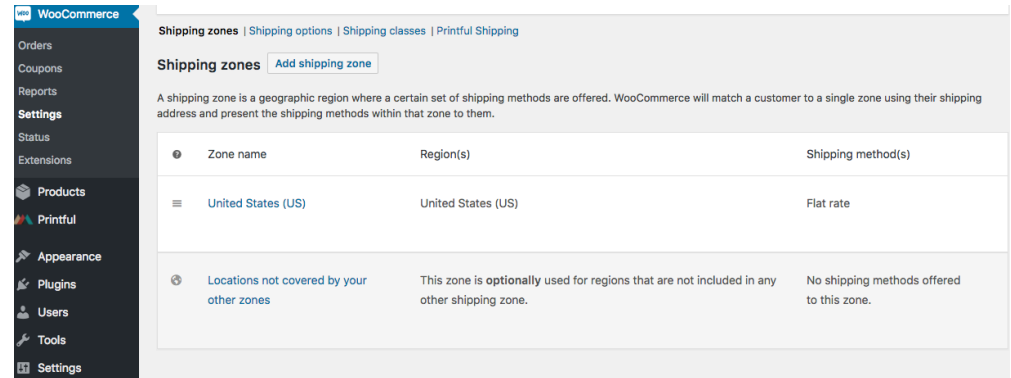 WooCommerce
Orders
Coupons
Reports
Settings
Status
Extensions
Products
Printful
Appearance
Plugins
Users
Tools
Settings
Shipping zones | Shipping options | Shipping classes | Printful Shipping
Shipping zones Add shipping zone
A shipping zone is a geographic region where a certain set of shipping methods are offered. WooCommerce will match a customer to a single zone using their shipping
address and present the shipping methods within that zone to them.
Zone name Region(s) Shipping method(s)
United States (US) United States (US) Flat rate
Locations not covered by your This zone is optionally used for regions that are not included in any No shipping methods offered
other zones other shipping zone. to this zone.